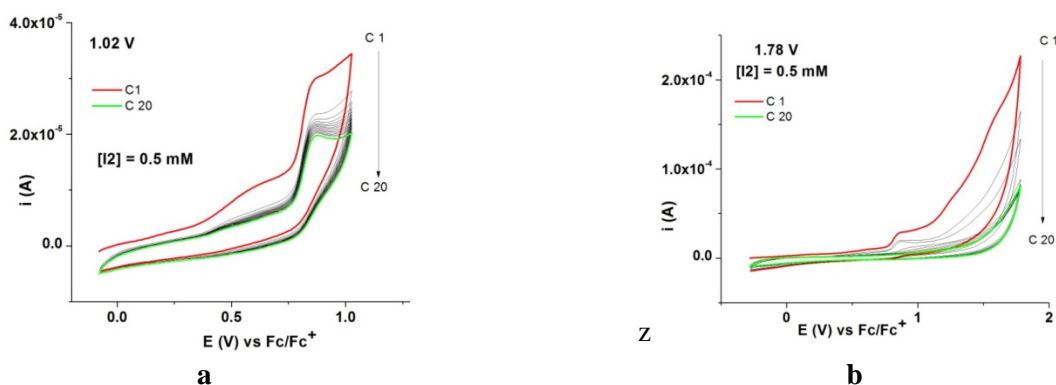 4.0x10⁻⁵
2.0x10⁻⁵
0.0
i (A)
1.02 V
C1
C 20
[I2] = 0.5 mM
C 1
C 20
0.0
0.5
1.0
E (V) vs Fc/Fc⁺
a
2.0x10⁻⁴
1.0x10⁻⁴
0.0
i (A)
1.78 V
[I2] = 0.5 mM
C 1
C 20
C 1
C 20
0
1
2
E (V) vs Fc/Fc⁺
z
b